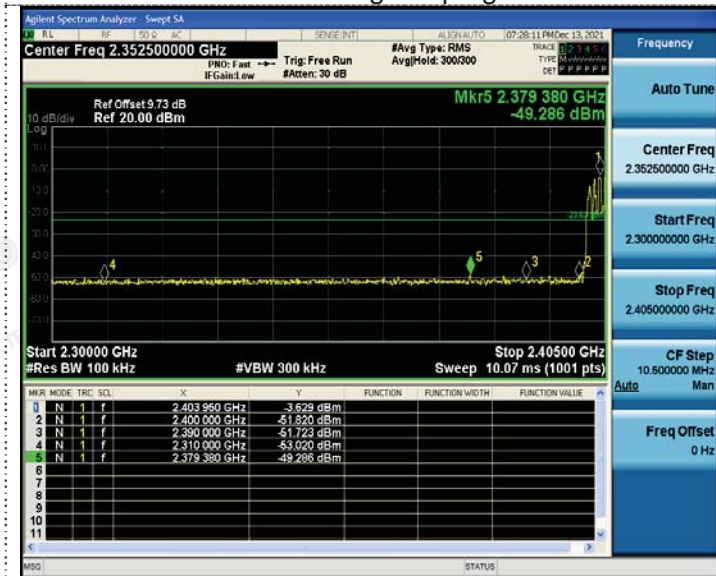 Agilent Spectrum Analyzer - Swept SA
RL RF 50 Ω AC SENSE:INT ALIGN AUTO 07:28:11 PM Dec 13, 2021
Center Freq 2.352500000 GHz
PNO: Fast Trig: Free Run
IFGain:Low #Atten: 30 dB
#Avg Type: RMS
Avg|Hold: 300/300
TRACE 1 2 3 4 5 6
TYPE M
DET P P P P P P
Ref Offset 9.73 dB
10 dB/div Ref 20.00 dBm
Log
Mkr5 2.379 380 GHz
-49.286 dBm
1
4
5
3
2
Start 2.30000 GHz Stop 2.40500 GHz
#Res BW 100 kHz #VBW 300 kHz Sweep 10.07 ms (1001 pts)
MKR MODE TRC SCL X Y FUNCTION FUNCTION WIDTH FUNCTION VALUE
1 N 1 f 2.403 950 GHz -3.629 dBm
2 N 1 f 2.400 000 GHz -51.820 dBm
3 N 1 f 2.390 000 GHz -51.723 dBm
4 N 1 f 2.310 000 GHz -53.020 dBm
5 N 1 f 2.379 380 GHz -49.286 dBm
6
7
8
9
10
11
MSG STATUS
Frequency
Auto Tune
Center Freq
2.352500000 GHz
Start Freq
2.300000000 GHz
Stop Freq
2.405000000 GHz
CF Step
10.500000 MHz
Auto Man
Freq Offset
0 Hz